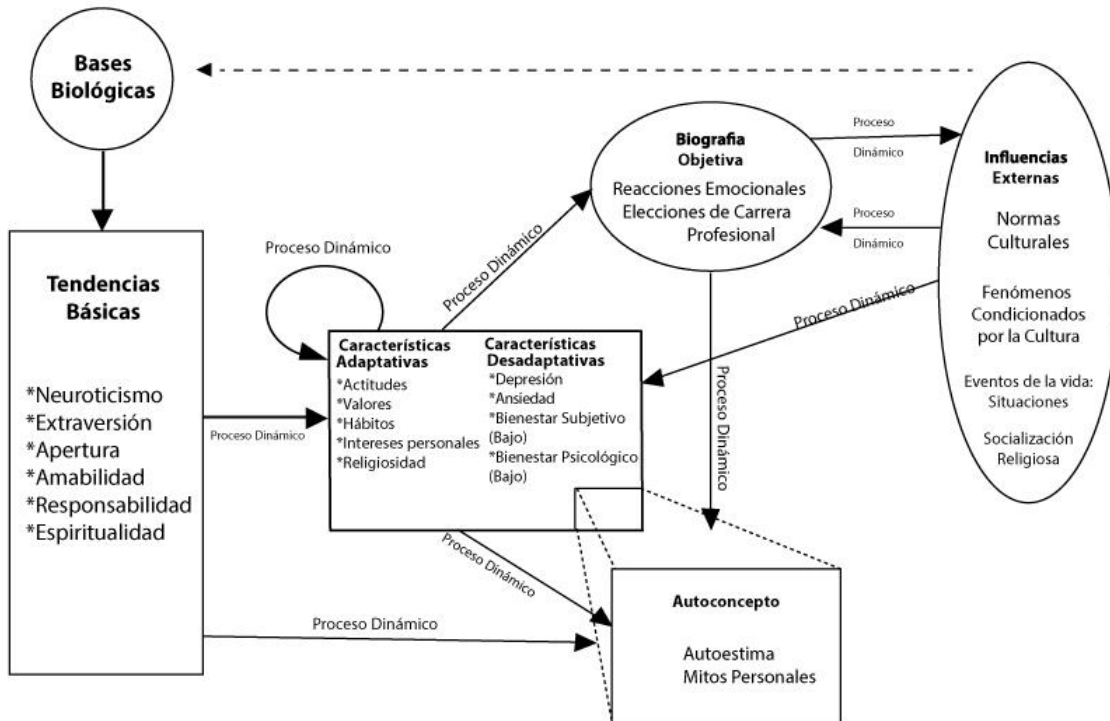 Bases
Biológicas
Tendencias
Básicas
*Neuroticismo
*Extraversión
*Apertura
*Amabilidad
*Responsabilidad
*Espiritualidad
Proceso Dinámico
Proceso Dinámico
Características
Adaptativas
*Actitudes
*Valores
*Hábitos
*Intereses personales
*Religiosidad
Características
Desadaptativas
*Depresión
*Ansiedad
*Bienestar Subjetivo
(Bajo)
*Bienestar Psicológico
(Bajo)
Proceso Dinámico
Biografia
Objetiva
Reacciones Emocionales
Elecciones de Carrera
Profesional
Proceso
Dinámico
Proceso
Dinámico
Influencias
Externas
Normas
Culturales
Fenómenos
Condicionados
por la Cultura
Eventos de la vida:
Situaciones
Socialización
Religiosa
Proceso Dinámico
Proceso Dinámico
Proceso Dinámico
Proceso Dinámico
Autoconcepto
Autoestima
Mitos Personales